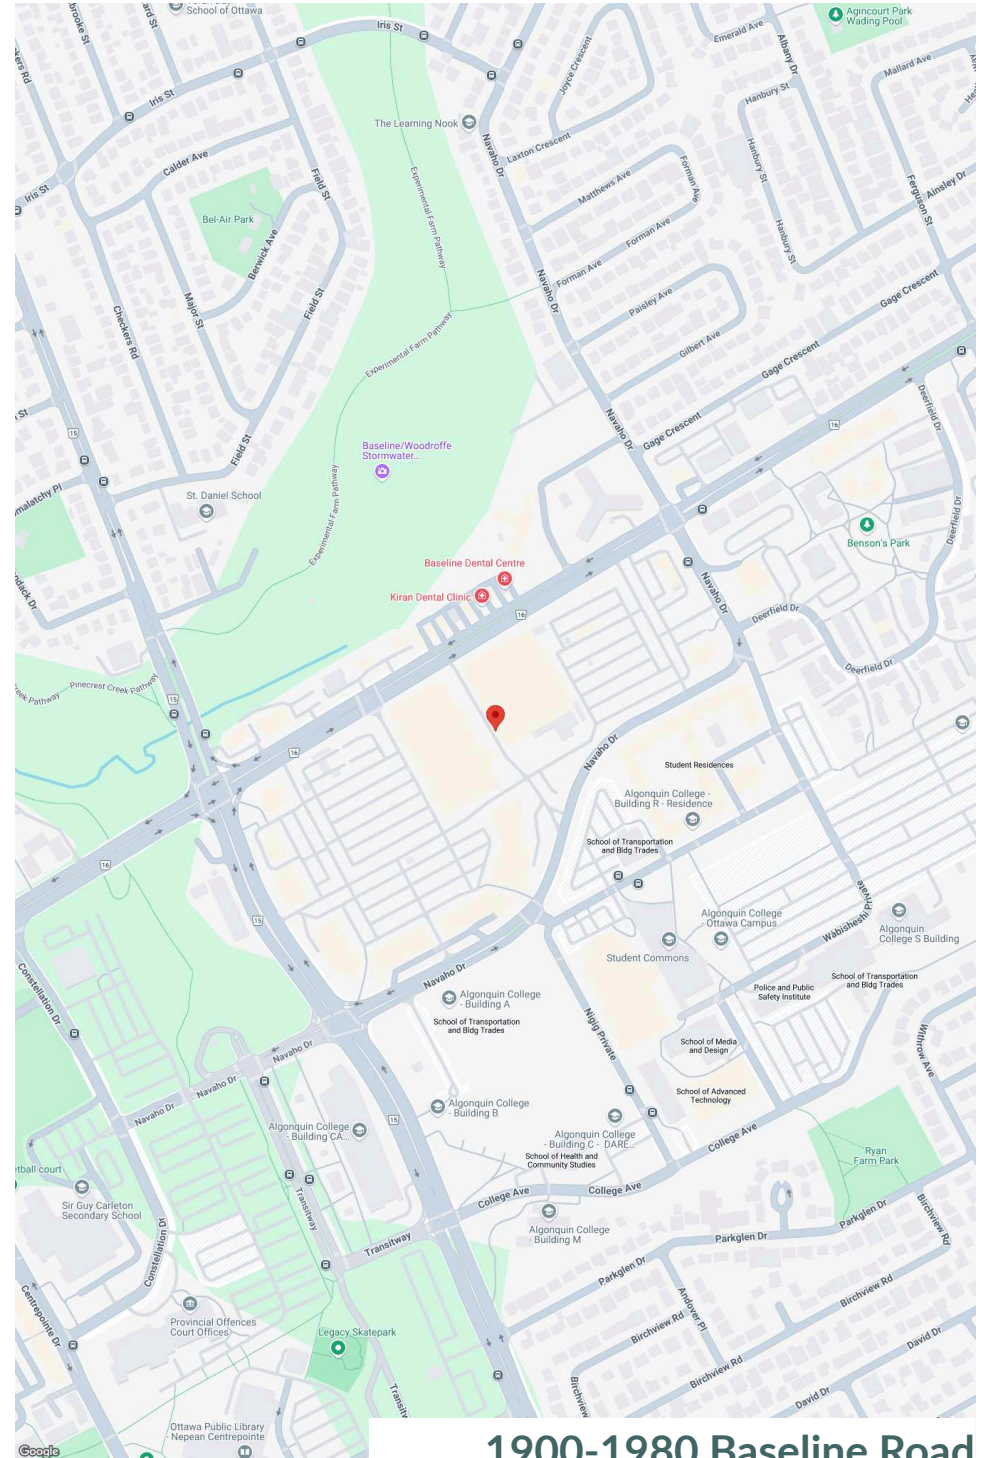 School of Ottawa
Iris St
Agincourt Park
Wading Pool
Emerald Ave
Albany Dr
Mallard Ave
Joyce Crescent
Hanbury St
Iris St
The Learning Nook
Navaho Dr
Laxton Crescent
Calder Ave
Field St
Iris St
Matthews Ave
Forman Ave
Hanbury St
Ferguson St
Ainsley Dr
Bel-Air Park
Berwick Ave
Experimental Farm Pathway
Forman Ave
Hanbury St
Forman Ave
Navaho Dr
Major St
Field St
Checkers Rd
Paisley Ave
Gage Crescent
Gilbert Ave
Experimental Farm Pathway
Gage Crescent
Deerfield Dr
Navaho Dr
Gage Crescent
16
15
Field St
Baseline/Woodroffe
Stormwater...
St. Daniel School
Experimental Farm Pathway
Deerfield Dr
Benson's Park
Baseline Dental Centre
Kiran Dental Clinic
Navaho Dr
16
Deerfield Dr
Deerfield Dr
Pinecrest Creek Pathway
15
16
Navaho Dr
Student Residences
Algonquin College -
Building R - Residence
School of Transportation
and Bldg Trades
16
15
Algonquin College
- Ottawa Campus
Wabisheshi Private
Algonquin
College S Building
Student Commons
Constellation Dr
Navaho Dr
School of Transportation
and Bldg Trades
Police and Public
Safety Institute
Algonquin College
- Building A
School of Transportation
and Bldg Trades
Nigig Private
Withrow Ave
School of Media
and Design
Navaho Dr
Navaho Dr
Navaho Dr
School of Advanced
Technology
Algonquin College
- Building B
15
Algonquin College
- Building CA...
Algonquin College
- Building C - DARE...
College Ave
School of Health and
Community Studies
Ryan
Farm Park
tball court
Sir Guy Carleton
Secondary School
Transitway
College Ave
College Ave
Algonquin College
- Building M
Birchview Rd
Parkglen Dr
Parkglen Dr
Constellation Dr
Transitway
Parkglen Dr
Andover Pl
Birchview Rd
Centrepointe Dr
Provincial Offences
Court Offices
Legacy Skatepark
Birchview Rd
David Dr
Birchview Rd
David Dr
Birchview
Ottawa Public Library
- Nepean Centrepointe
Google
1900-1980 Baseline Road